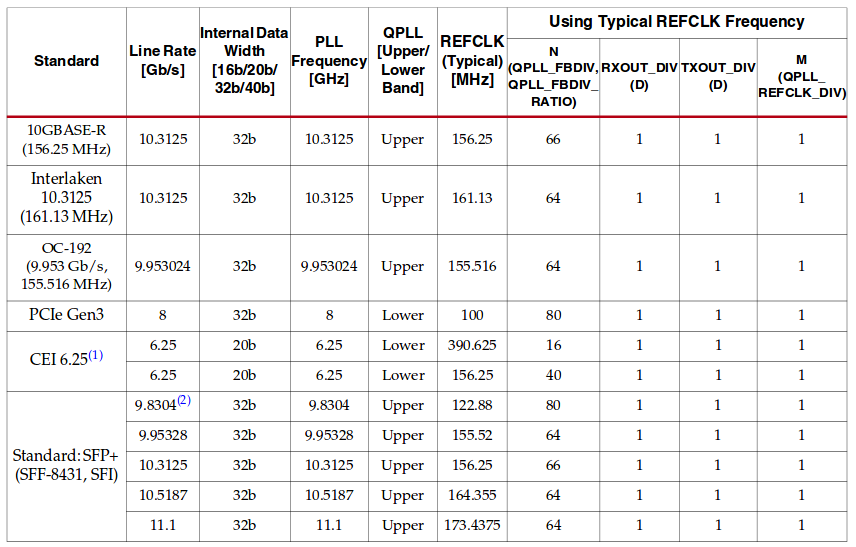 Standard
Line Rate
[Gb/s]
Internal Data
Width
[16b/20b/
32b/40b]
PLL
Frequency
[GHz]
QPLL
[Upper/
Lower
Band]
REFCLK
(Typical)
[MHz]
Using Typical REFCLK Frequency
N
(QPLL_FBDIV,
QPLL_FBDIV_
RATIO)
RXOUT_DIV
(D)
TXOUT_DIV
(D)
M
(QPLL_
REFCLK_DIV)
10GBASE-R
(156.25 MHz)
10.3125 32b 10.3125 Upper 156.25 66 1 1 1
Interlaken
10.3125
(161.13 MHz)
10.3125 32b 10.3125 Upper 161.13 64 1 1 1
OC-192
(9.953 Gb/s,
155.516 MHz)
9.953024 32b 9.953024 Upper 155.516 64 1 1 1
PCIe Gen3 8 32b 8 Lower 100 80 1 1 1
CEI 6.25(1)
6.25 20b 6.25 Lower 390.625 16 1 1 1
6.25 20b 6.25 Lower 156.25 40 1 1 1
Standard: SFP+
(SFF-8431, SFI)
9.8304(2) 32b 9.8304 Upper 122.88 80 1 1 1
9.95328 32b 9.95328 Upper 155.52 64 1 1 1
10.3125 32b 10.3125 Upper 156.25 66 1 1 1
10.5187 32b 10.5187 Upper 164.355 64 1 1 1
11.1 32b 11.1 Upper 173.4375 64 1 1 1